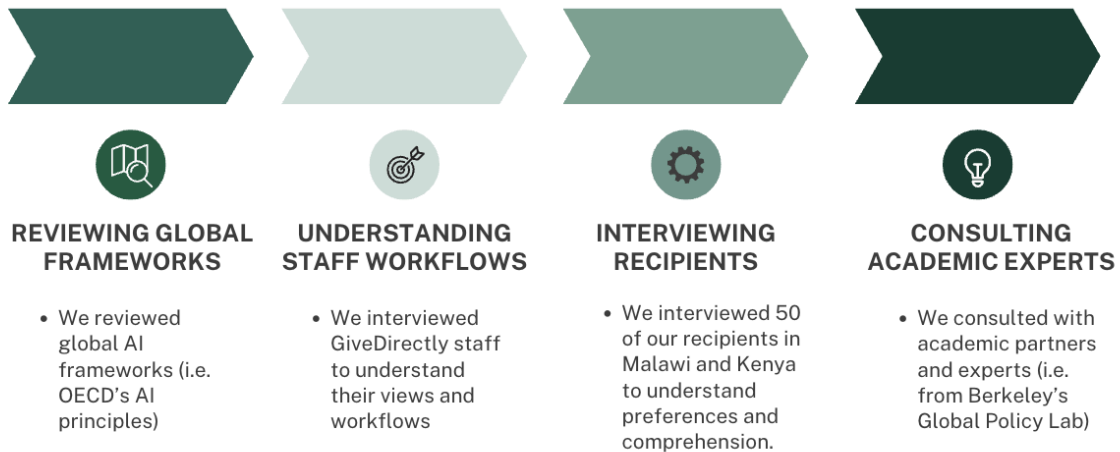 REVIEWING GLOBAL
FRAMEWORKS
• We reviewed
global AI
frameworks (i.e.
OECD's AI
principles)
UNDERSTANDING
STAFF WORKFLOWS
• We interviewed
GiveDirectly staff
to understand
their views and
workflows
INTERVIEWING
RECIPIENTS
• We interviewed 50
of our recipients in
Malawi and Kenya
to understand
preferences and
comprehension.
CONSULTING
ACADEMIC EXPERTS
• We consulted with
academic partners
and experts (i.e.
from Berkeley's
Global Policy Lab)